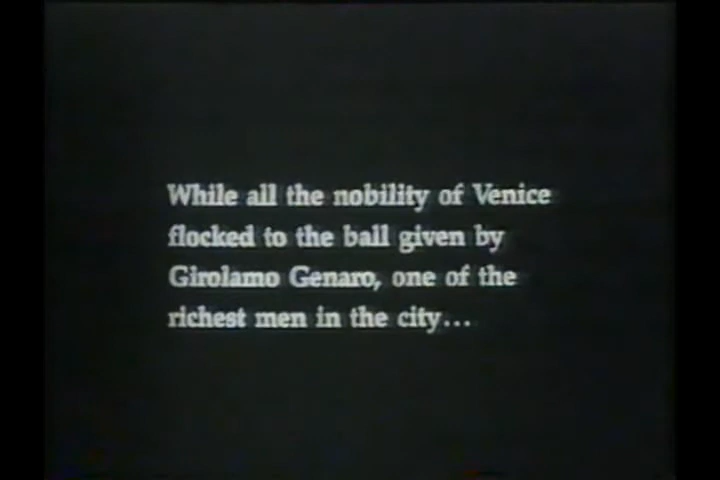 While all the nobility of Venice
flocked to the ball given by
Girolamo Genaro, one of the
richest men in the city...